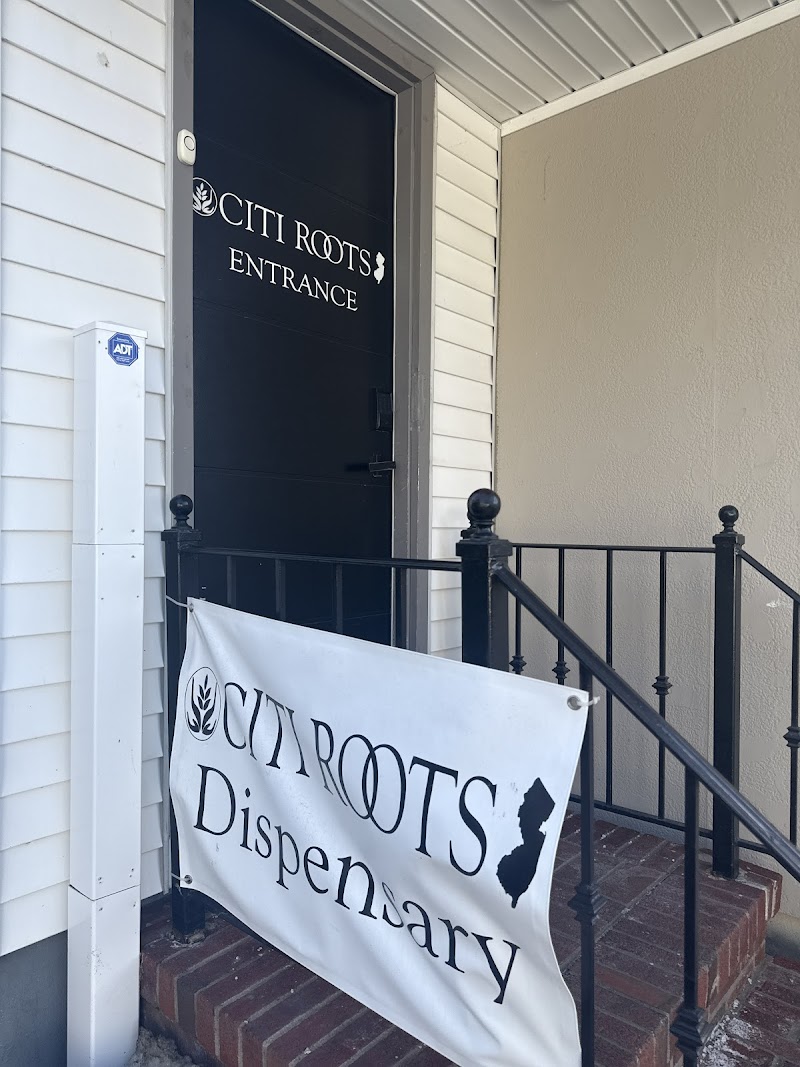 CITI ROOTS
ENTRANCE
ADT
CITI ROOTS
Dispensary